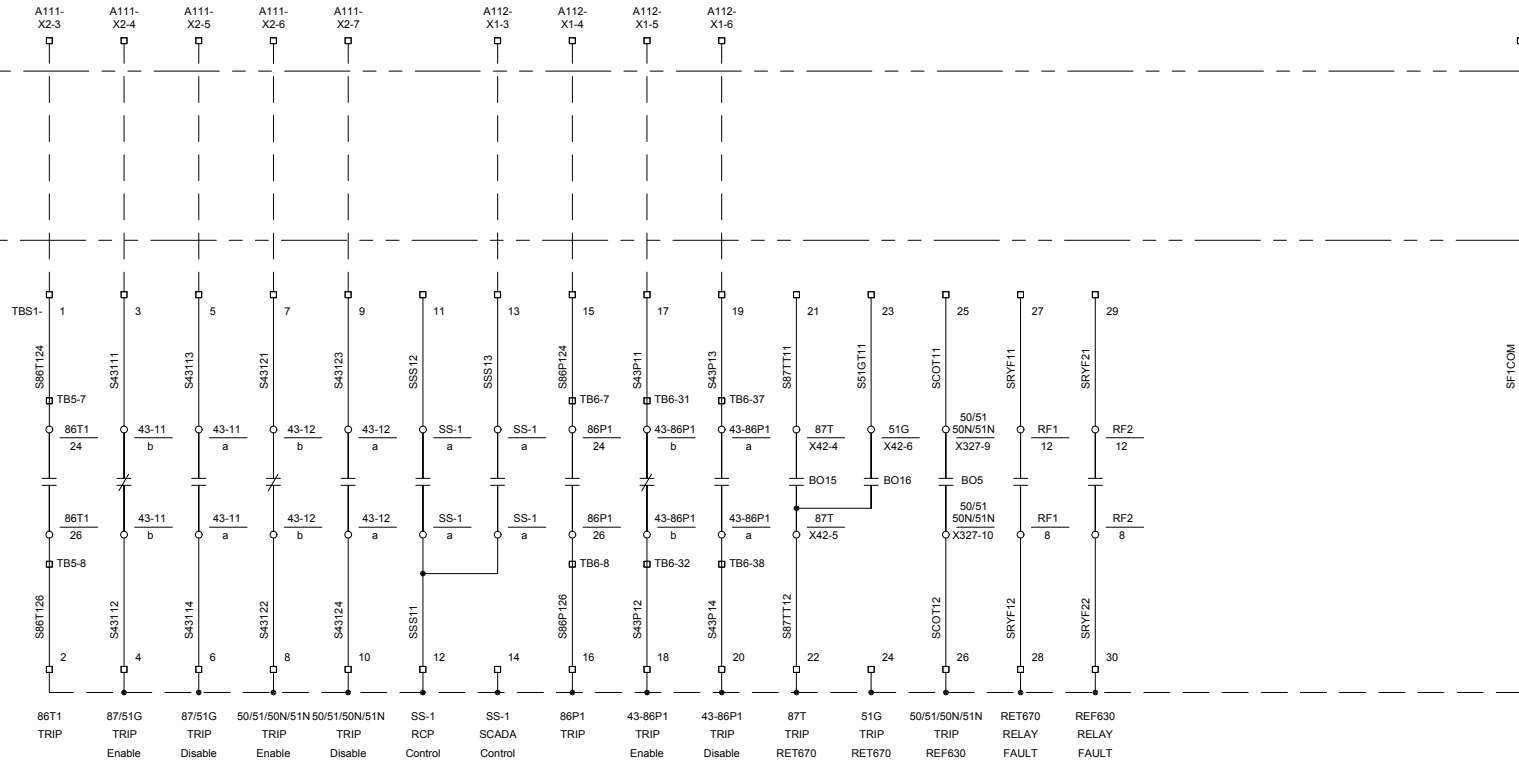 A111- A111- A111- A111- A111- A112- A112- A112- A112-
X2-3 X2-4 X2-5 X2-6 X2-7 X1-3 X1-4 X1-5 X1-6
TBS1- 1 3 5 7 9 11 13 15 17 19 21 23 25 27 29
S86T124 S43111 S43113 S43121 S43123 SSS12 SSS13 S86P124 S43P11 S43P13 S87TT11 S51GT11 SCOT11 SRYF11 SRYF21 SF1COM
TB5-7 TB6-7 TB6-31 TB6-37
50/51
86T1 43-11 43-11 43-12 43-12 SS-1 SS-1 86P1 43-86P1 43-86P1 87T 51G 50N/51N RF1 RF2
24 b a b a a a 24 b a X42-4 X42-6 X327-9 12 12
BO15 BO16 BO5
50/51
86T1 43-11 43-11 43-12 43-12 SS-1 SS-1 86P1 43-86P1 43-86P1 87T 50N/51N RF1 RF2
26 b a b a a a 26 b a X42-5 X327-10 8 8
TB5-8 TB6-8 TB6-32 TB6-38
S86T126 S43112 S43114 S43122 S43124 SSS11 S86P126 S43P12 S43P14 S87TT12 SCOT12 SRYF12 SRYF22
2 4 6 8 10 12 14 16 18 20 22 24 26 28 30
86T1 87/51G 87/51G 50/51/50N/51N 50/51/50N/51N SS-1 SS-1 86P1 43-86P1 43-86P1 87T 51G 50/51/50N/51N RET670 REF630
TRIP TRIP TRIP TRIP TRIP RCP SCADA TRIP TRIP TRIP TRIP TRIP TRIP RELAY RELAY
Enable Disable Enable Disable Control Control Enable Disable RET670 RET670 REF630 FAULT FAULT